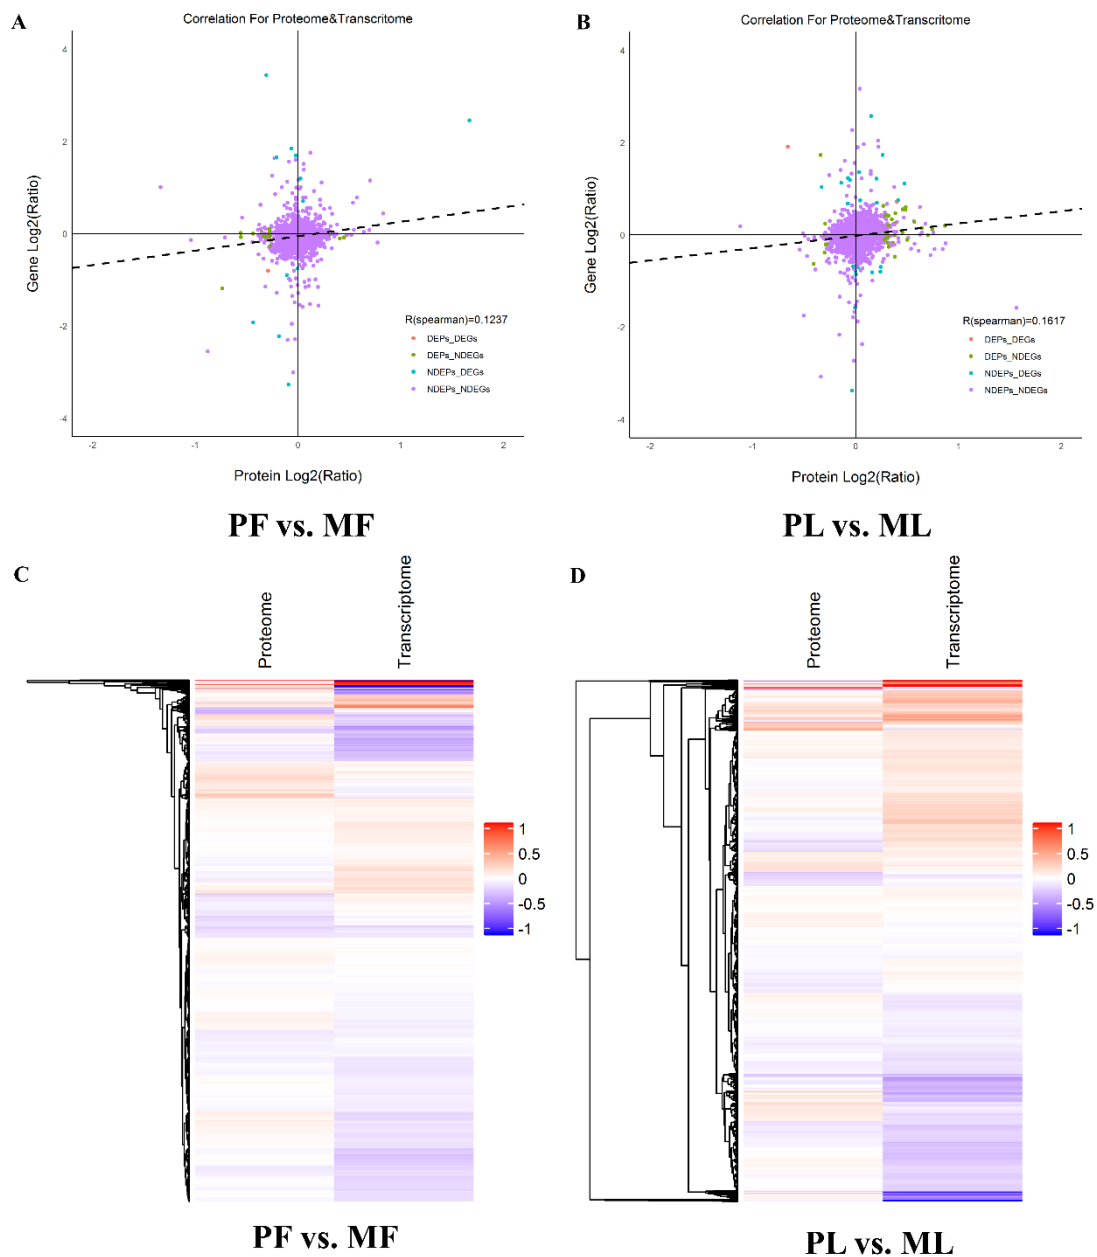 A
Correlation For Proteome&Transcritome
Gene Log2(Ratio)
4
2
0
-2
-4
R(spearman)=0.1237
DEPs_DEGs
DEPs_NDEGs
NDEPs_DEGs
NDEPs_NDEGs
-2 -1 0 1 2
Protein Log2(Ratio)
PF vs. MF
B
Correlation For Proteome&Transcritome
Gene Log2(Ratio)
4
2
0
-2
-4
R(spearman)=0.1617
DEPs_DEGs
DEPs_NDEGs
NDEPs_DEGs
NDEPs_NDEGs
-2 -1 0 1 2
Protein Log2(Ratio)
PL vs. ML
C
Proteome
Transcriptome
1
0.5
0
-0.5
-1
PF vs. MF
D
Proteome
Transcriptome
1
0.5
0
-0.5
-1
PL vs. ML